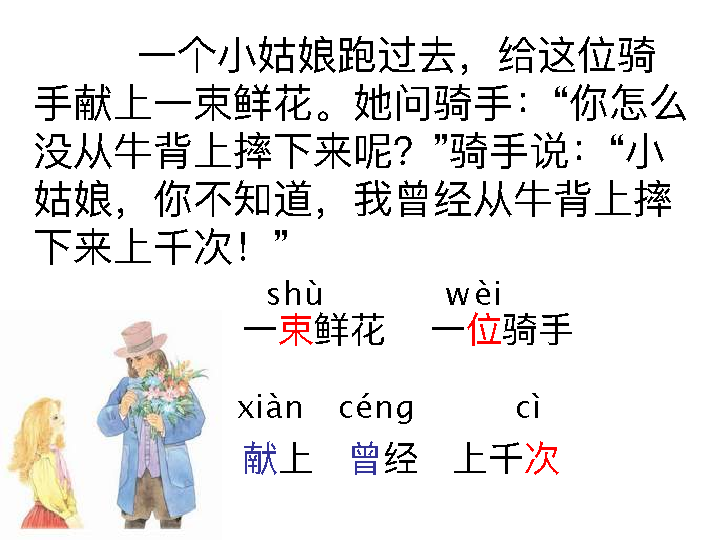 一个小姑娘跑过去，给这位骑
手献上一束鲜花。她问骑手：“你怎么
没从牛背上摔下来呢？”骑手说：“小
姑娘，你不知道，我曾经从牛背上摔
下来上千次！”
shù wèi
一束鲜花 一位骑手
xiàn céng cì
献上 曾经 上千次